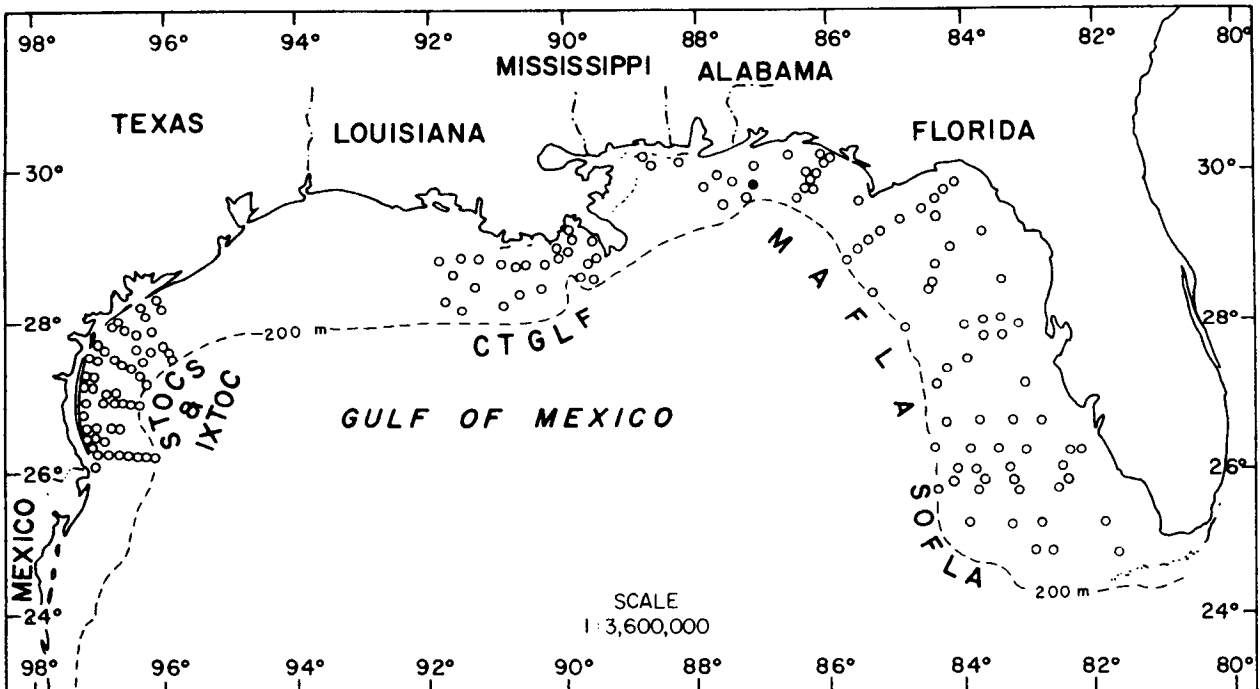 98° 96° 94° 92° 90° 88° 86° 84° 82° 80°
MISSISSIPPI ALABAMA
TEXAS LOUISIANA FLORIDA
30° 30°
MAFLA
28° 200 m 28°
CTGLF
STOCS
&
IXTOC
GULF OF MEXICO
26° 26°
SOFLA
MEXICO
200 m
SCALE
1:3,600,000
24° 24°
98° 96° 94° 92° 90° 88° 86° 84° 82° 80°